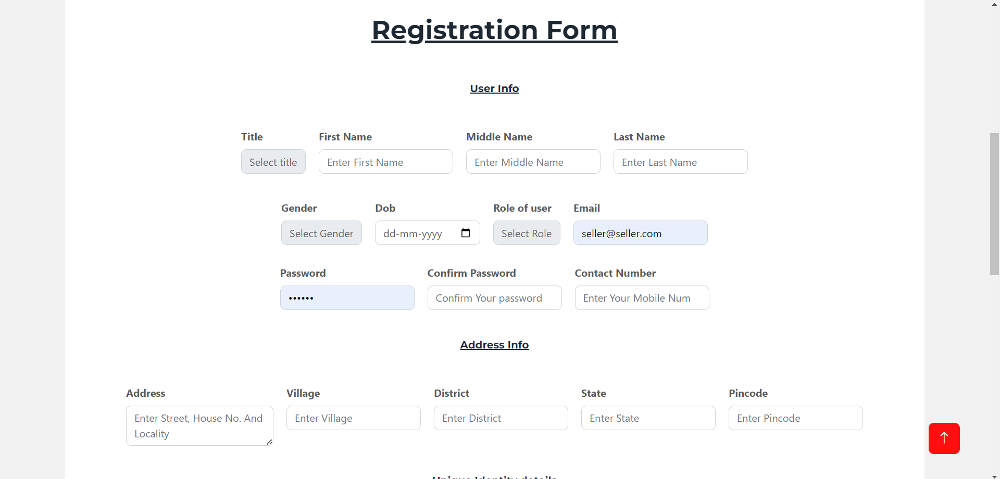 Registration Form
User Info
Title First Name Middle Name Last Name
Select title Enter First Name Enter Middle Name Enter Last Name
Gender Dob Role of user Email
Select Gender dd-mm-yyyy Select Role seller@seller.com
Password Confirm Password Contact Number
•••••• Confirm Your password Enter Your Mobile Num
Address Info
Address Village District State Pincode
Enter Street, House No. And Enter Village Enter District Enter State Enter Pincode
Locality
Unique Identity details